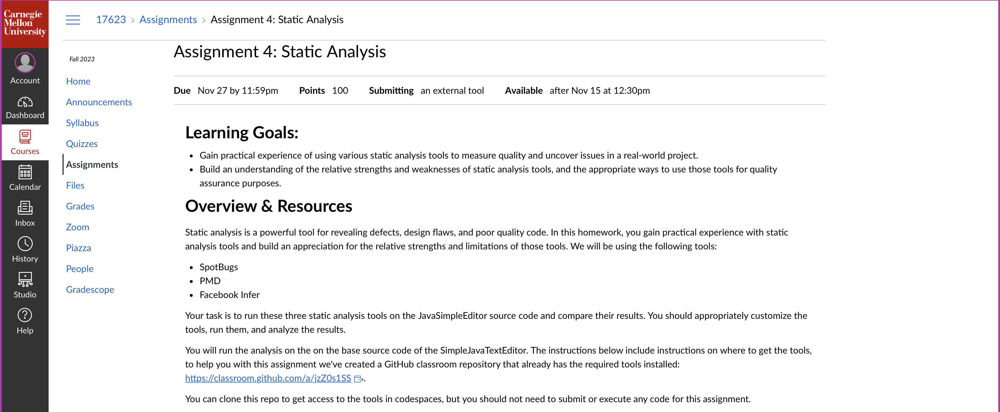 Carnegie
Mellon
University
Account
Dashboard
Courses
Calendar
Inbox
History
Studio
Help
17623 > Assignments > Assignment 4: Static Analysis
Fall 2023
Home
Announcements
Syllabus
Quizzes
Assignments
Files
Grades
Zoom
Piazza
People
Gradescope
Assignment 4: Static Analysis
Due Nov 27 by 11:59pm Points 100 Submitting an external tool Available after Nov 15 at 12:30pm
Learning Goals:
• Gain practical experience of using various static analysis tools to measure quality and uncover issues in a real-world project.
• Build an understanding of the relative strengths and weaknesses of static analysis tools, and the appropriate ways to use those tools for quality
assurance purposes.
Overview & Resources
Static analysis is a powerful tool for revealing defects, design flaws, and poor quality code. In this homework, you gain practical experience with static
analysis tools and build an appreciation for the relative strengths and limitations of those tools. We will be using the following tools:
• SpotBugs
• PMD
• Facebook Infer
Your task is to run these three static analysis tools on the JavaSimpleEditor source code and compare their results. You should appropriately customize the
tools, run them, and analyze the results.
You will run the analysis on the on the base source code of the SimpleJavaTextEditor. The instructions below include instructions on where to get the tools,
to help you with this assignment we've created a GitHub classroom repository that already has the required tools installed:
https://classroom.github.com/a/jzZ0s1SS .
You can clone this repo to get access to the tools in codespaces, but you should not need to submit or execute any code for this assignment.